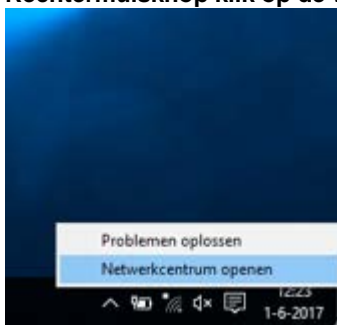 Rechtermuisknop klik op de
Problemen oplossen
Netwerkcentrum openen
12:23
1-6-2017